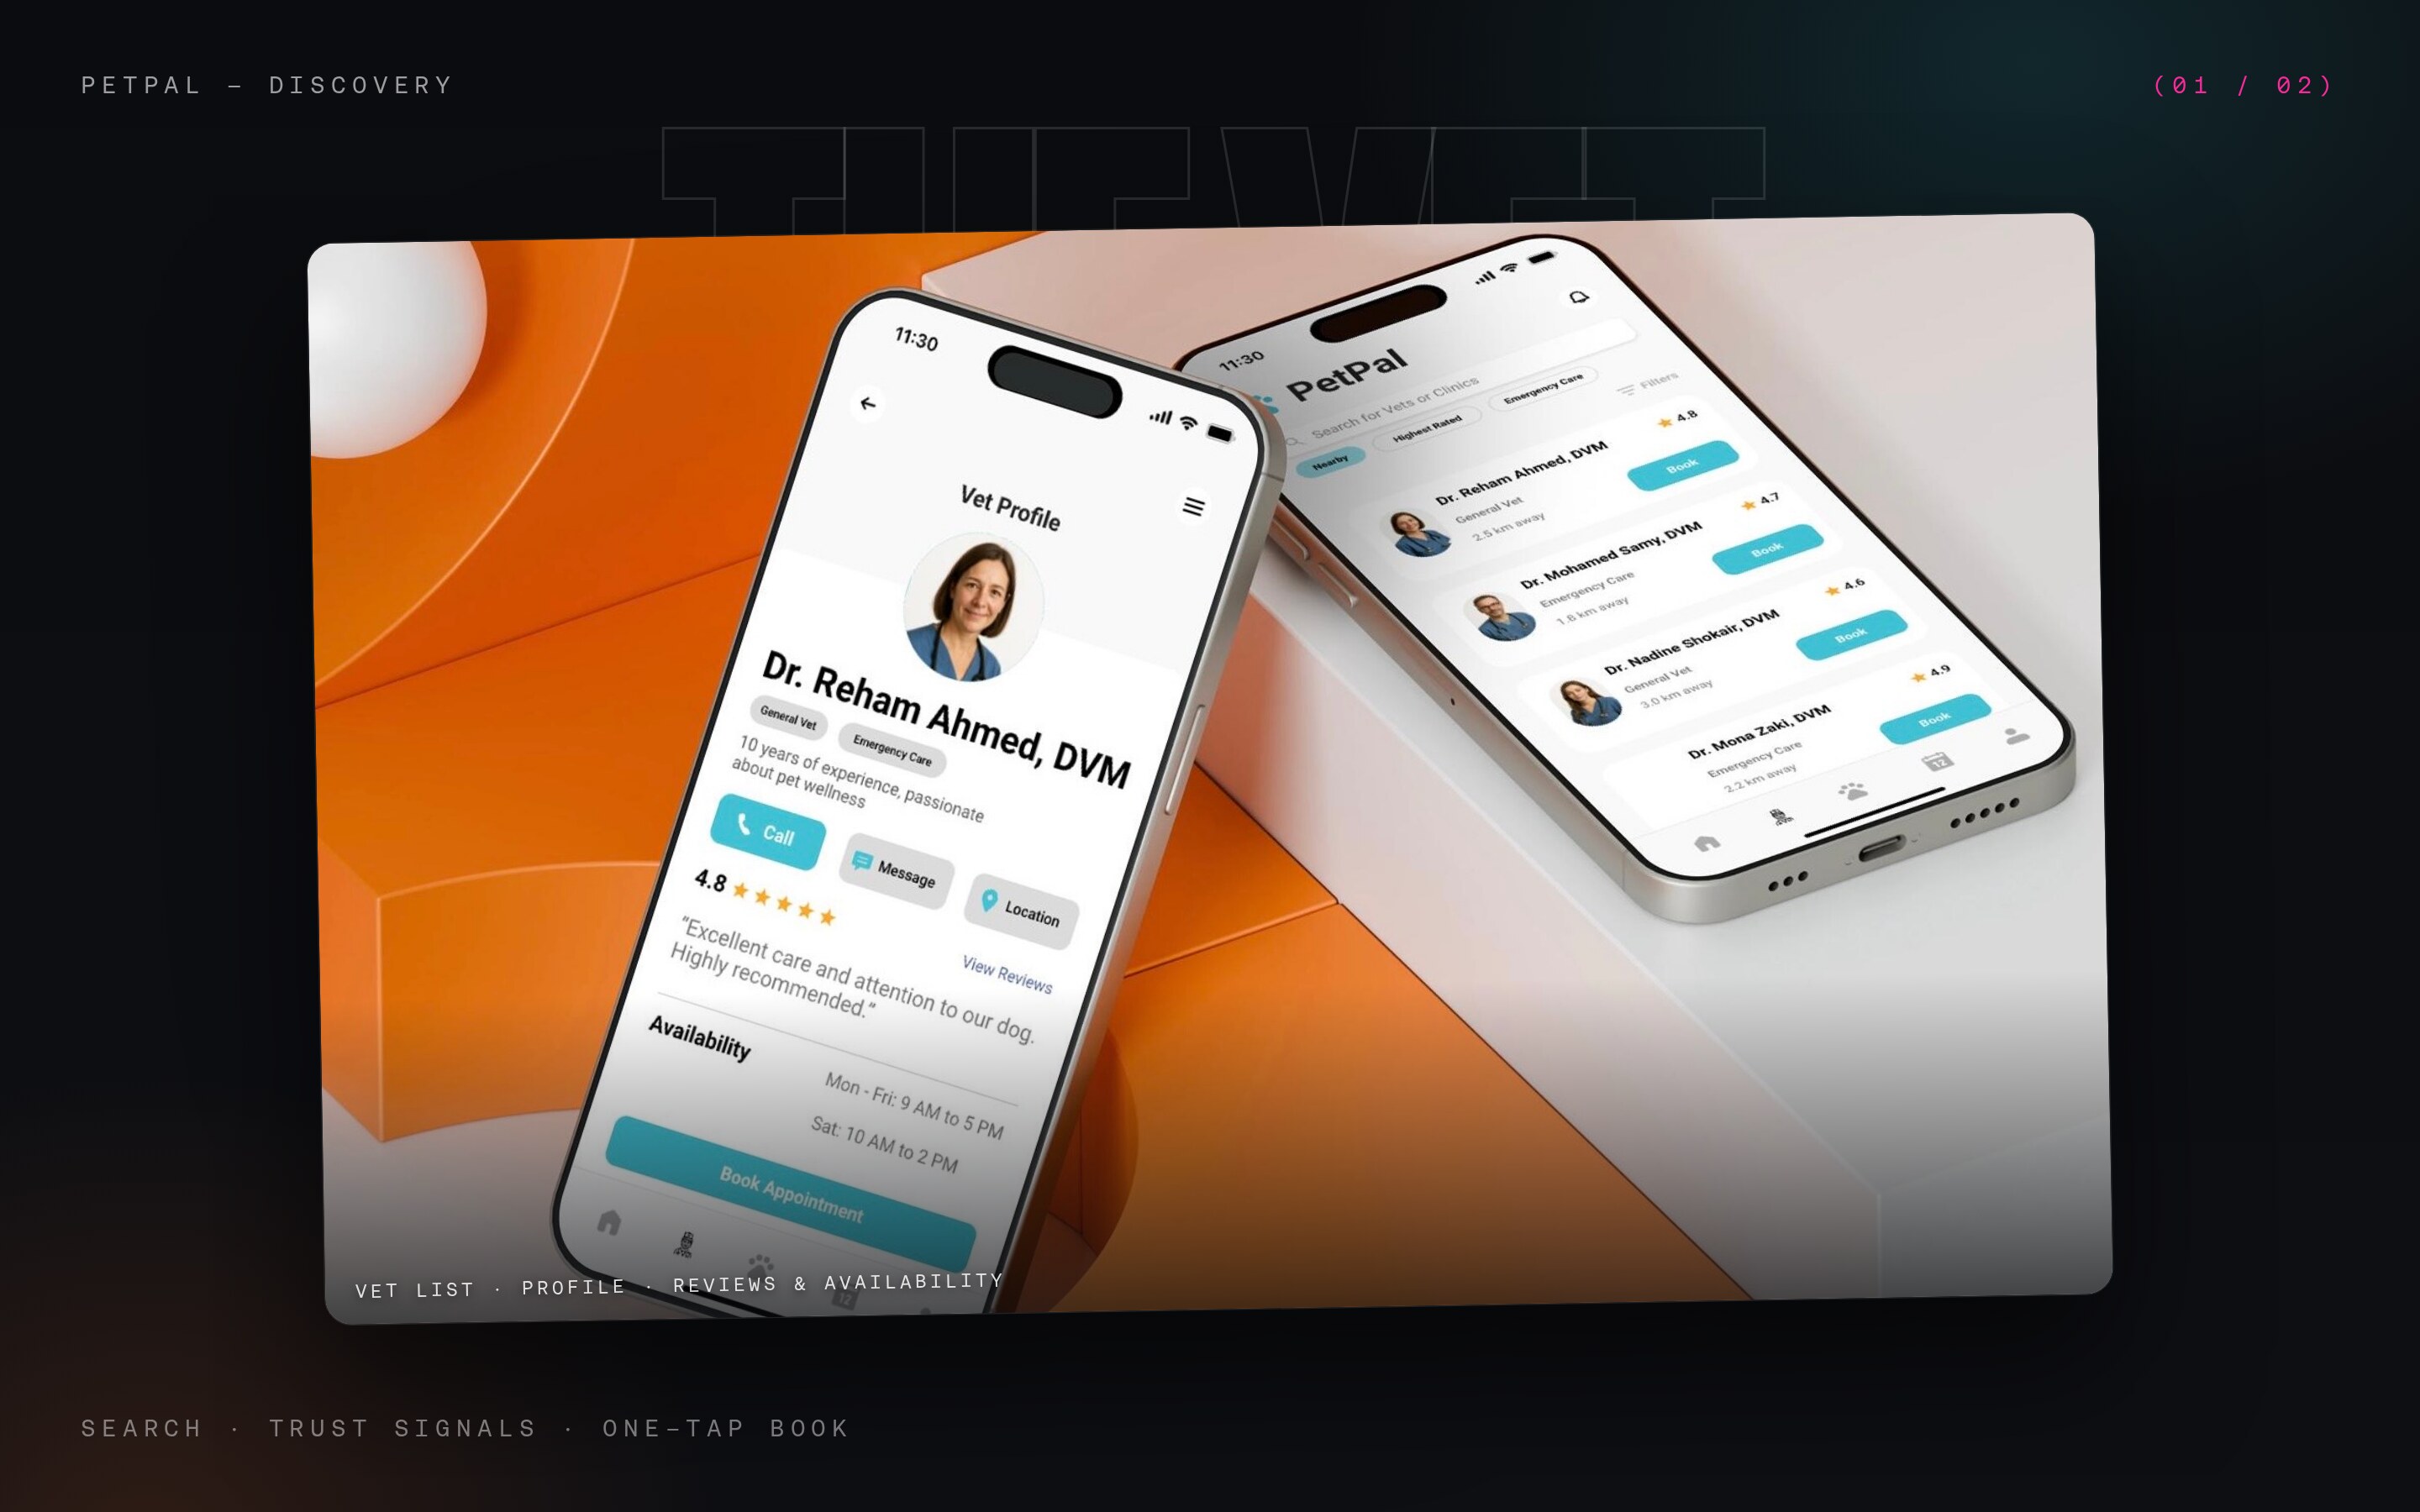 PETPAL – DISCOVERY
(01 / 02)
11:30
Vet Profile
Dr. Reham Ahmed, DVM
General Vet
Emergency Care
10 years of experience, passionate
about pet wellness
Call
Message
Location
4.8
View Reviews
“Excellent care and attention to our dog.
Highly recommended.”
Availability
Mon - Fri: 9 AM to 5 PM
Sat: 10 AM to 2 PM
Book Appointment
12
11:30
PetPal
Search for Vets or Clinics
Nearby
Highest Rated
Emergency Care
Filters
Dr. Reham Ahmed, DVM
4.8
General Vet
2.5 km away
Book
Dr. Mohamed Samy, DVM
4.7
Emergency Care
1.8 km away
Book
Dr. Nadine Shokair, DVM
4.6
General Vet
3.0 km away
Book
Dr. Mona Zaki, DVM
4.9
Emergency Care
2.2 km away
Book
12
VET LIST · PROFILE · REVIEWS & AVAILABILITY
SEARCH · TRUST SIGNALS · ONE–TAP BOOK